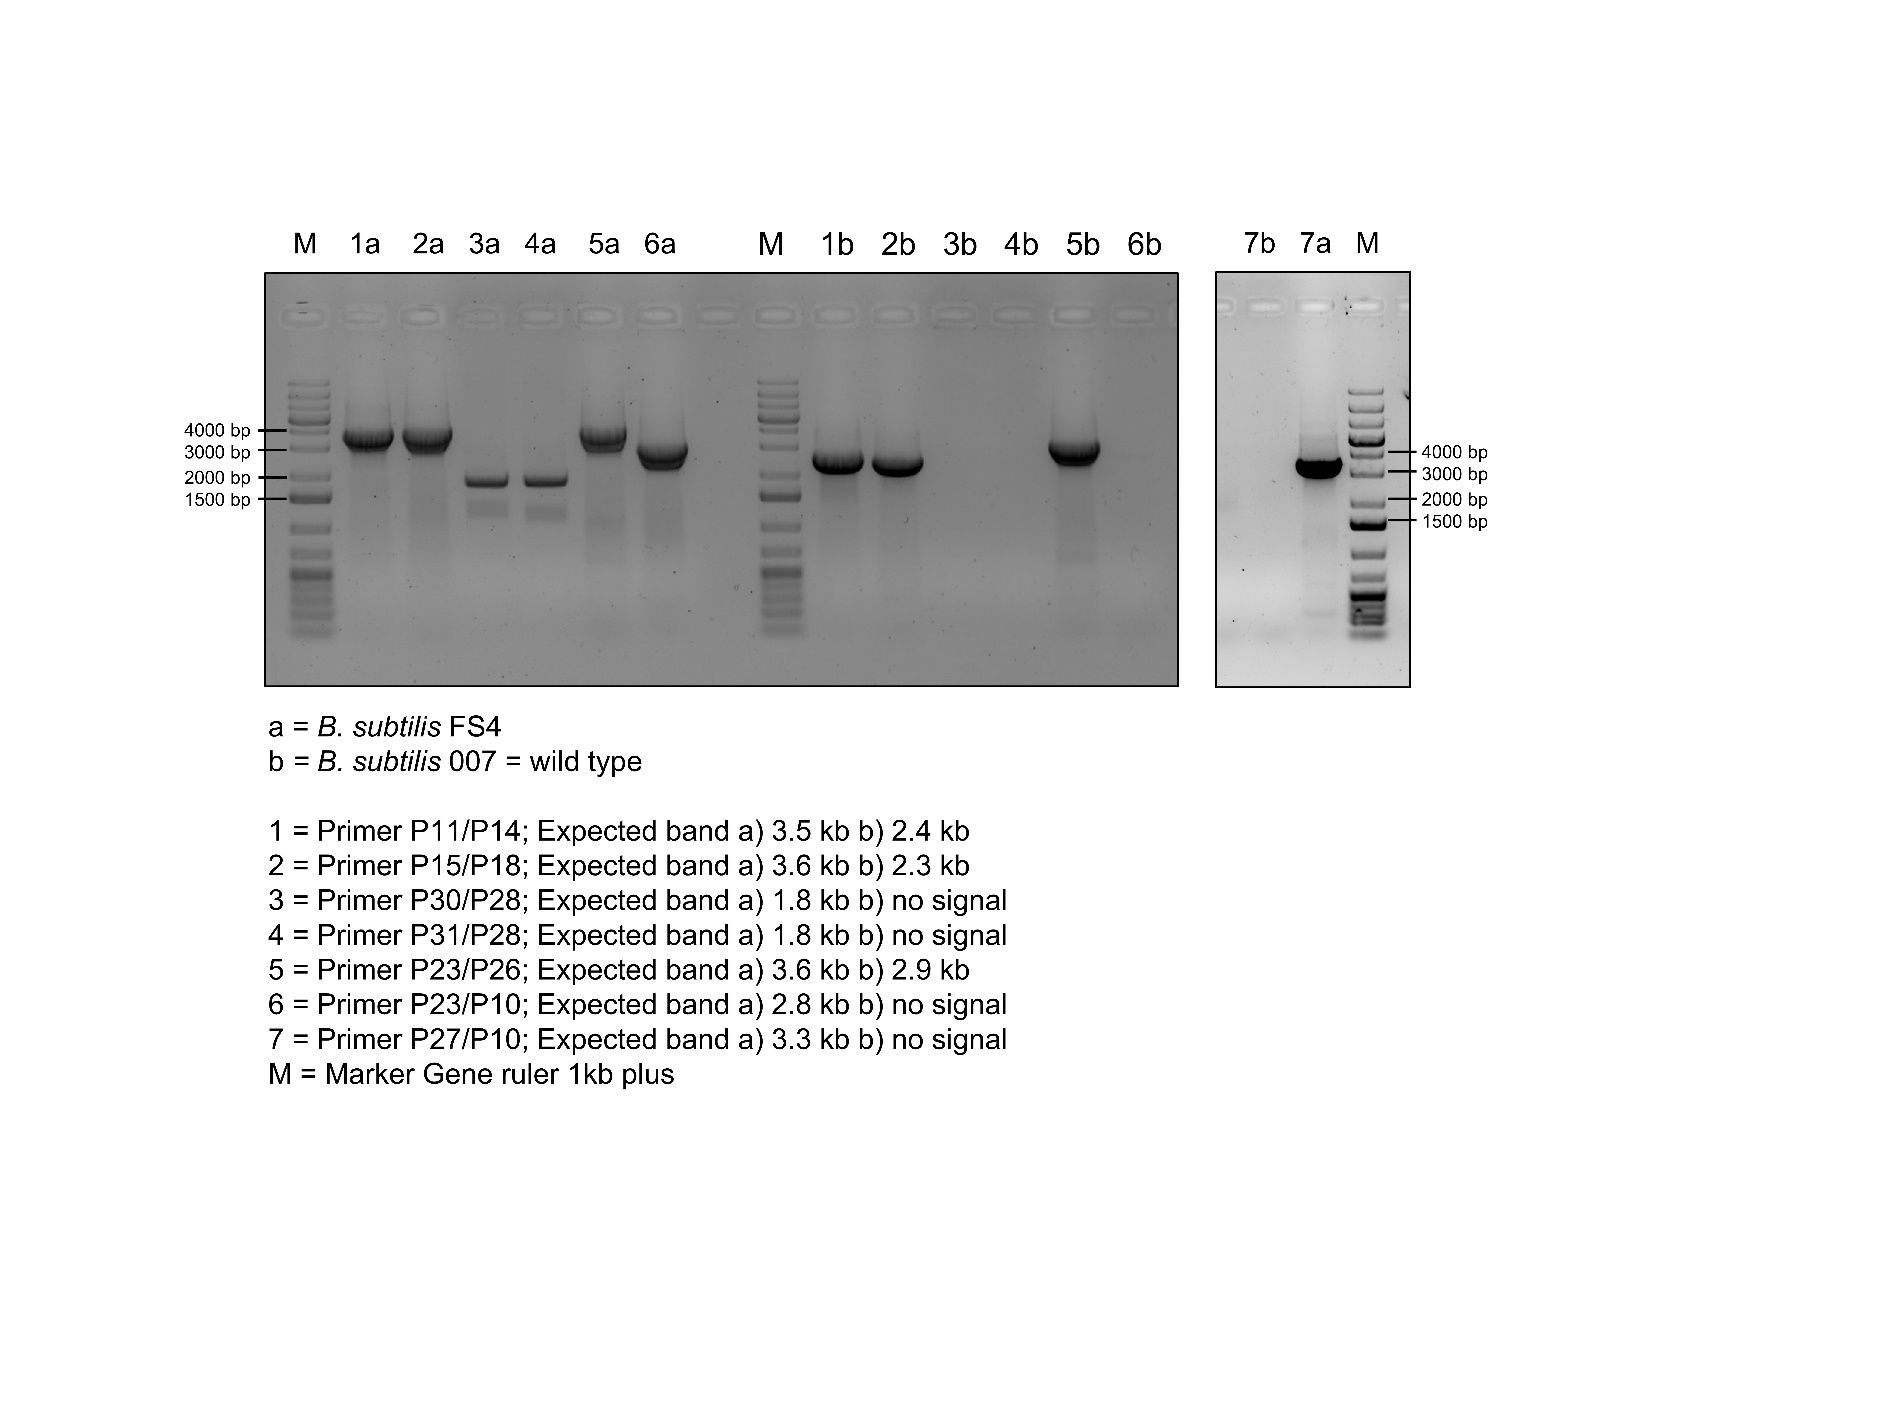 M 1a 2a 3a 4a 5a 6a M 1b 2b 3b 4b 5b 6b 7b 7a M
4000 bp
3000 bp
2000 bp
1500 bp
4000 bp
3000 bp
2000 bp
1500 bp
a = B. subtilis FS4
b = B. subtilis 007 = wild type
1 = Primer P11/P14; Expected band a) 3.5 kb b) 2.4 kb
2 = Primer P15/P18; Expected band a) 3.6 kb b) 2.3 kb
3 = Primer P30/P28; Expected band a) 1.8 kb b) no signal
4 = Primer P31/P28; Expected band a) 1.8 kb b) no signal
5 = Primer P23/P26; Expected band a) 3.6 kb b) 2.9 kb
6 = Primer P23/P10; Expected band a) 2.8 kb b) no signal
7 = Primer P27/P10; Expected band a) 3.3 kb b) no signal
M = Marker Gene ruler 1kb plus